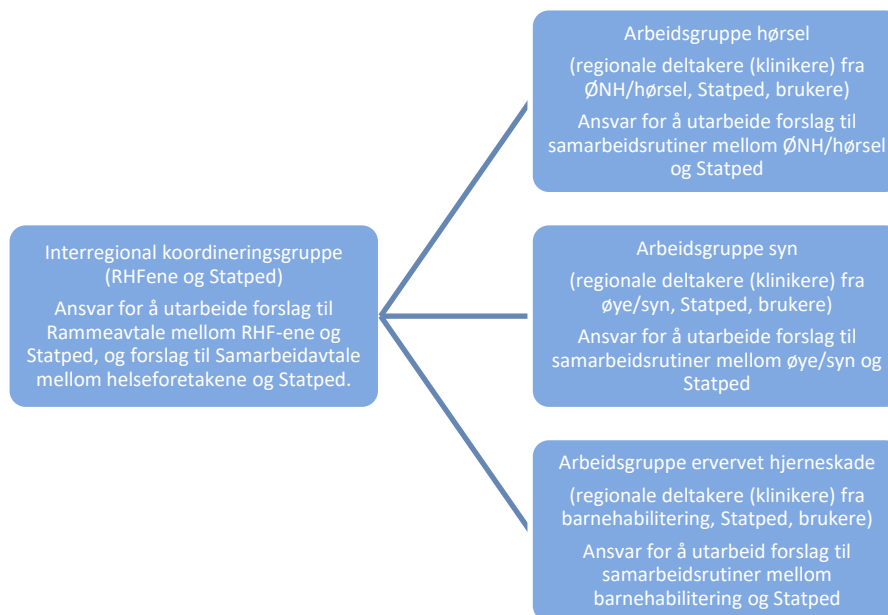 Interregional koordineringsgruppe
(RHFene og Statped)
Ansvar for å utarbeide forslag til
Rammeavtale mellom RHF-ene og
Statped, og forslag til Samarbeidavtale
mellom helseforetakene og Statped.
Arbeidsgruppe hørsel
(regionale deltakere (klinikere) fra
ØNH/hørsel, Statped, brukere)
Ansvar for å utarbeide forslag til
samarbeidsrutiner mellom ØNH/hørsel
og Statped
Arbeidsgruppe syn
(regionale deltakere (klinikere) fra
øye/syn, Statped, brukere)
Ansvar for å utarbeide forslag til
samarbeidsrutiner mellom øye/syn og
Statped
Arbeidsgruppe ervervet hjerneskade
(regionale deltakere (klinikere) fra
barnehabilitering, Statped, brukere)
Ansvar for å utarbeid forslag til
samarbeidsrutiner mellom
barnehabilitering og Statped